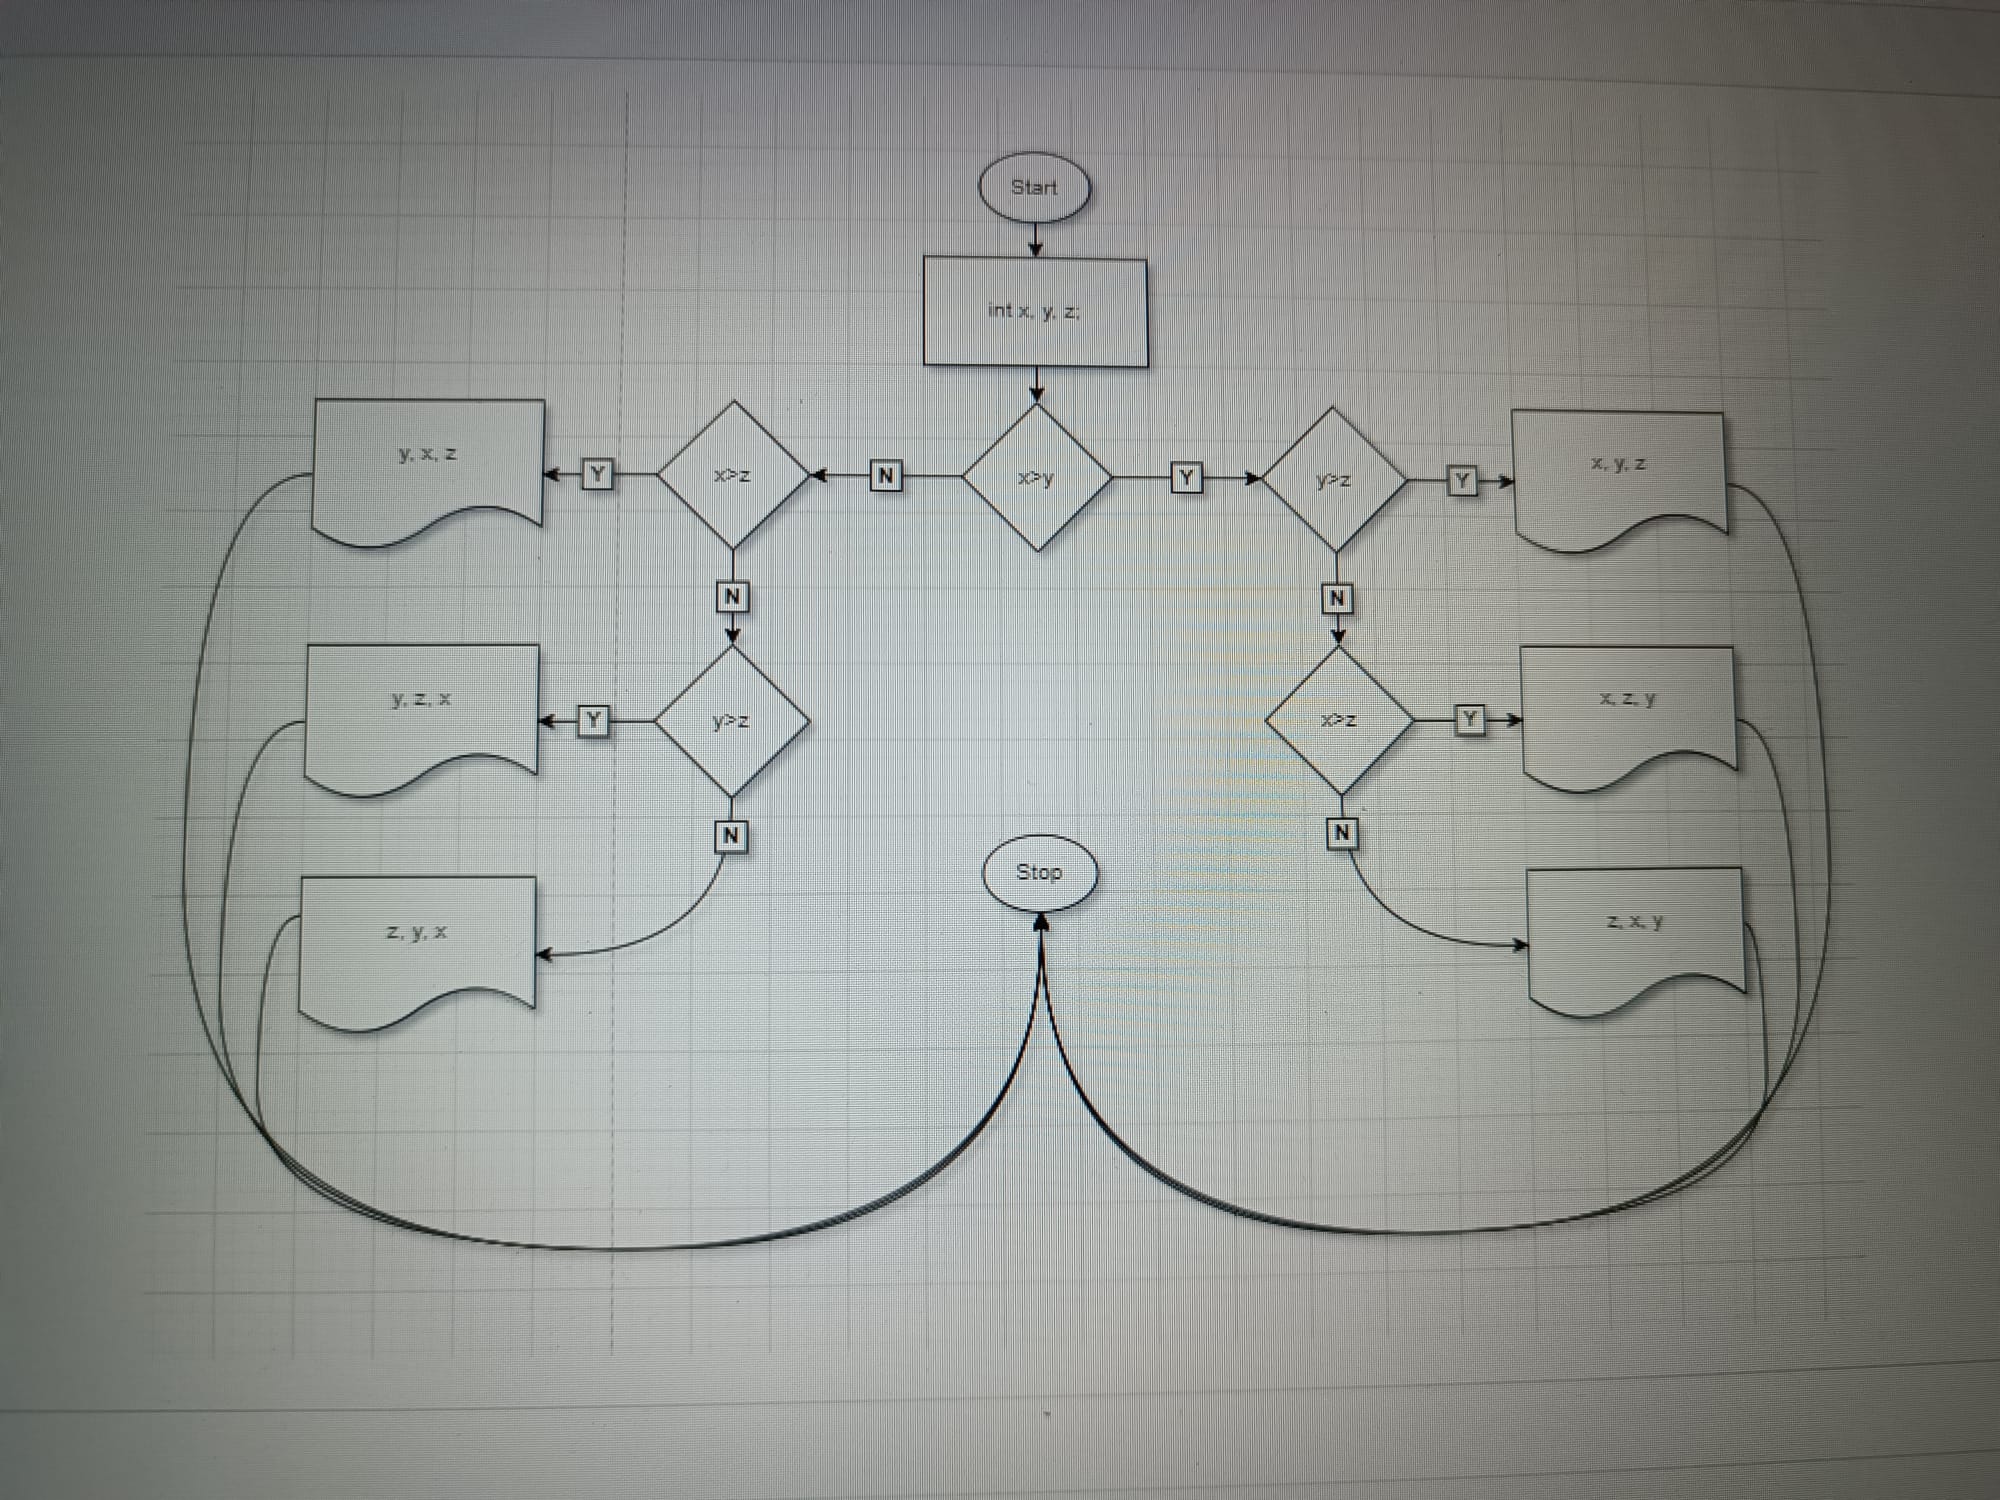 Start
int x, y, z;
y, x, z
Y
x>z
N
x>y
Y
y>z
Y
x, y, z
N
N
y, z, x
Y
y>z
x>z
Y
x, z, y
N
N
Stop
z, y, x
z, x, y